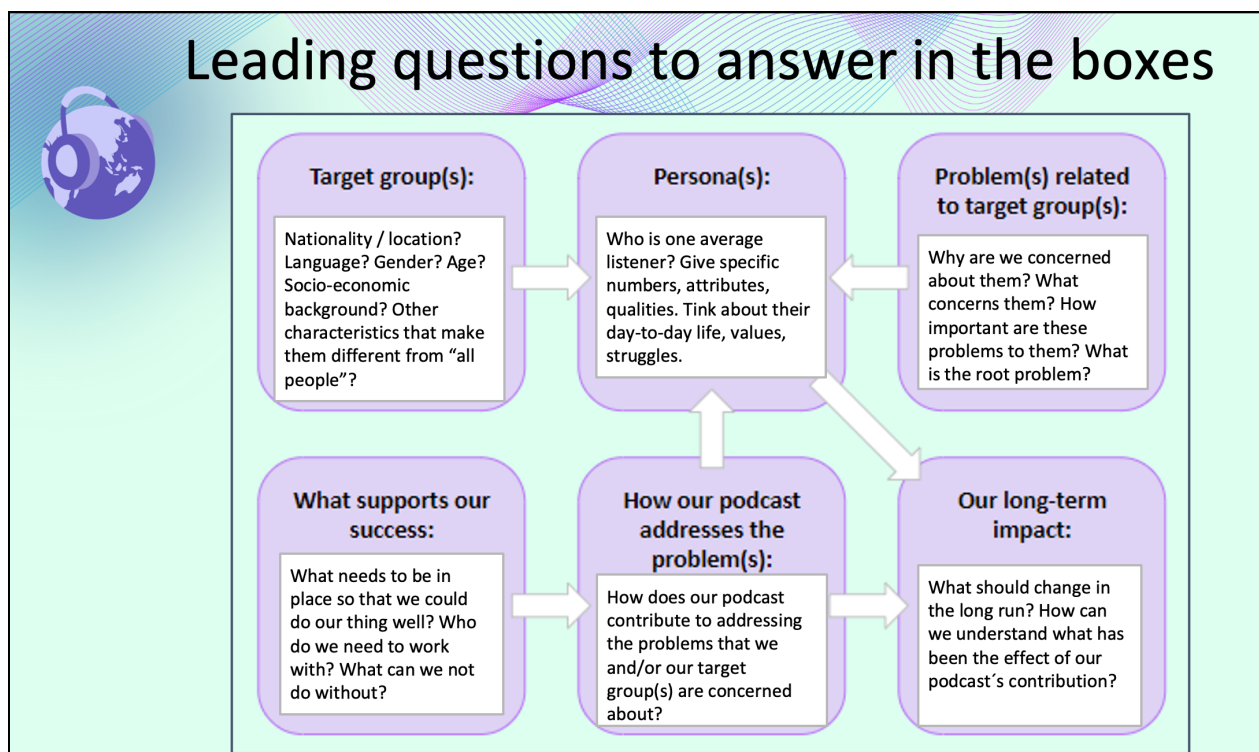 Leading questions to answer in the boxes
Target group(s):
Nationality / location?
Language? Gender? Age?
Socio-economic
background? Other
characteristics that make
them different from “all
people”?
Persona(s):
Who is one average
listener? Give specific
numbers, attributes,
qualities. Tink about their
day-to-day life, values,
struggles.
Problem(s) related
to target group(s):
Why are we concerned
about them? What
concerns them? How
important are these
problems to them? What
is the root problem?
What supports our
success:
What needs to be in
place so that we could
do our thing well? Who
do we need to work
with? What can we not
do without?
How our podcast
addresses the
problem(s):
How does our podcast
contribute to addressing
the problems that we
and/or our target
group(s) are concerned
about?
Our long-term
impact:
What should change in
the long run? How can
we understand what has
been the effect of our
podcast´s contribution?